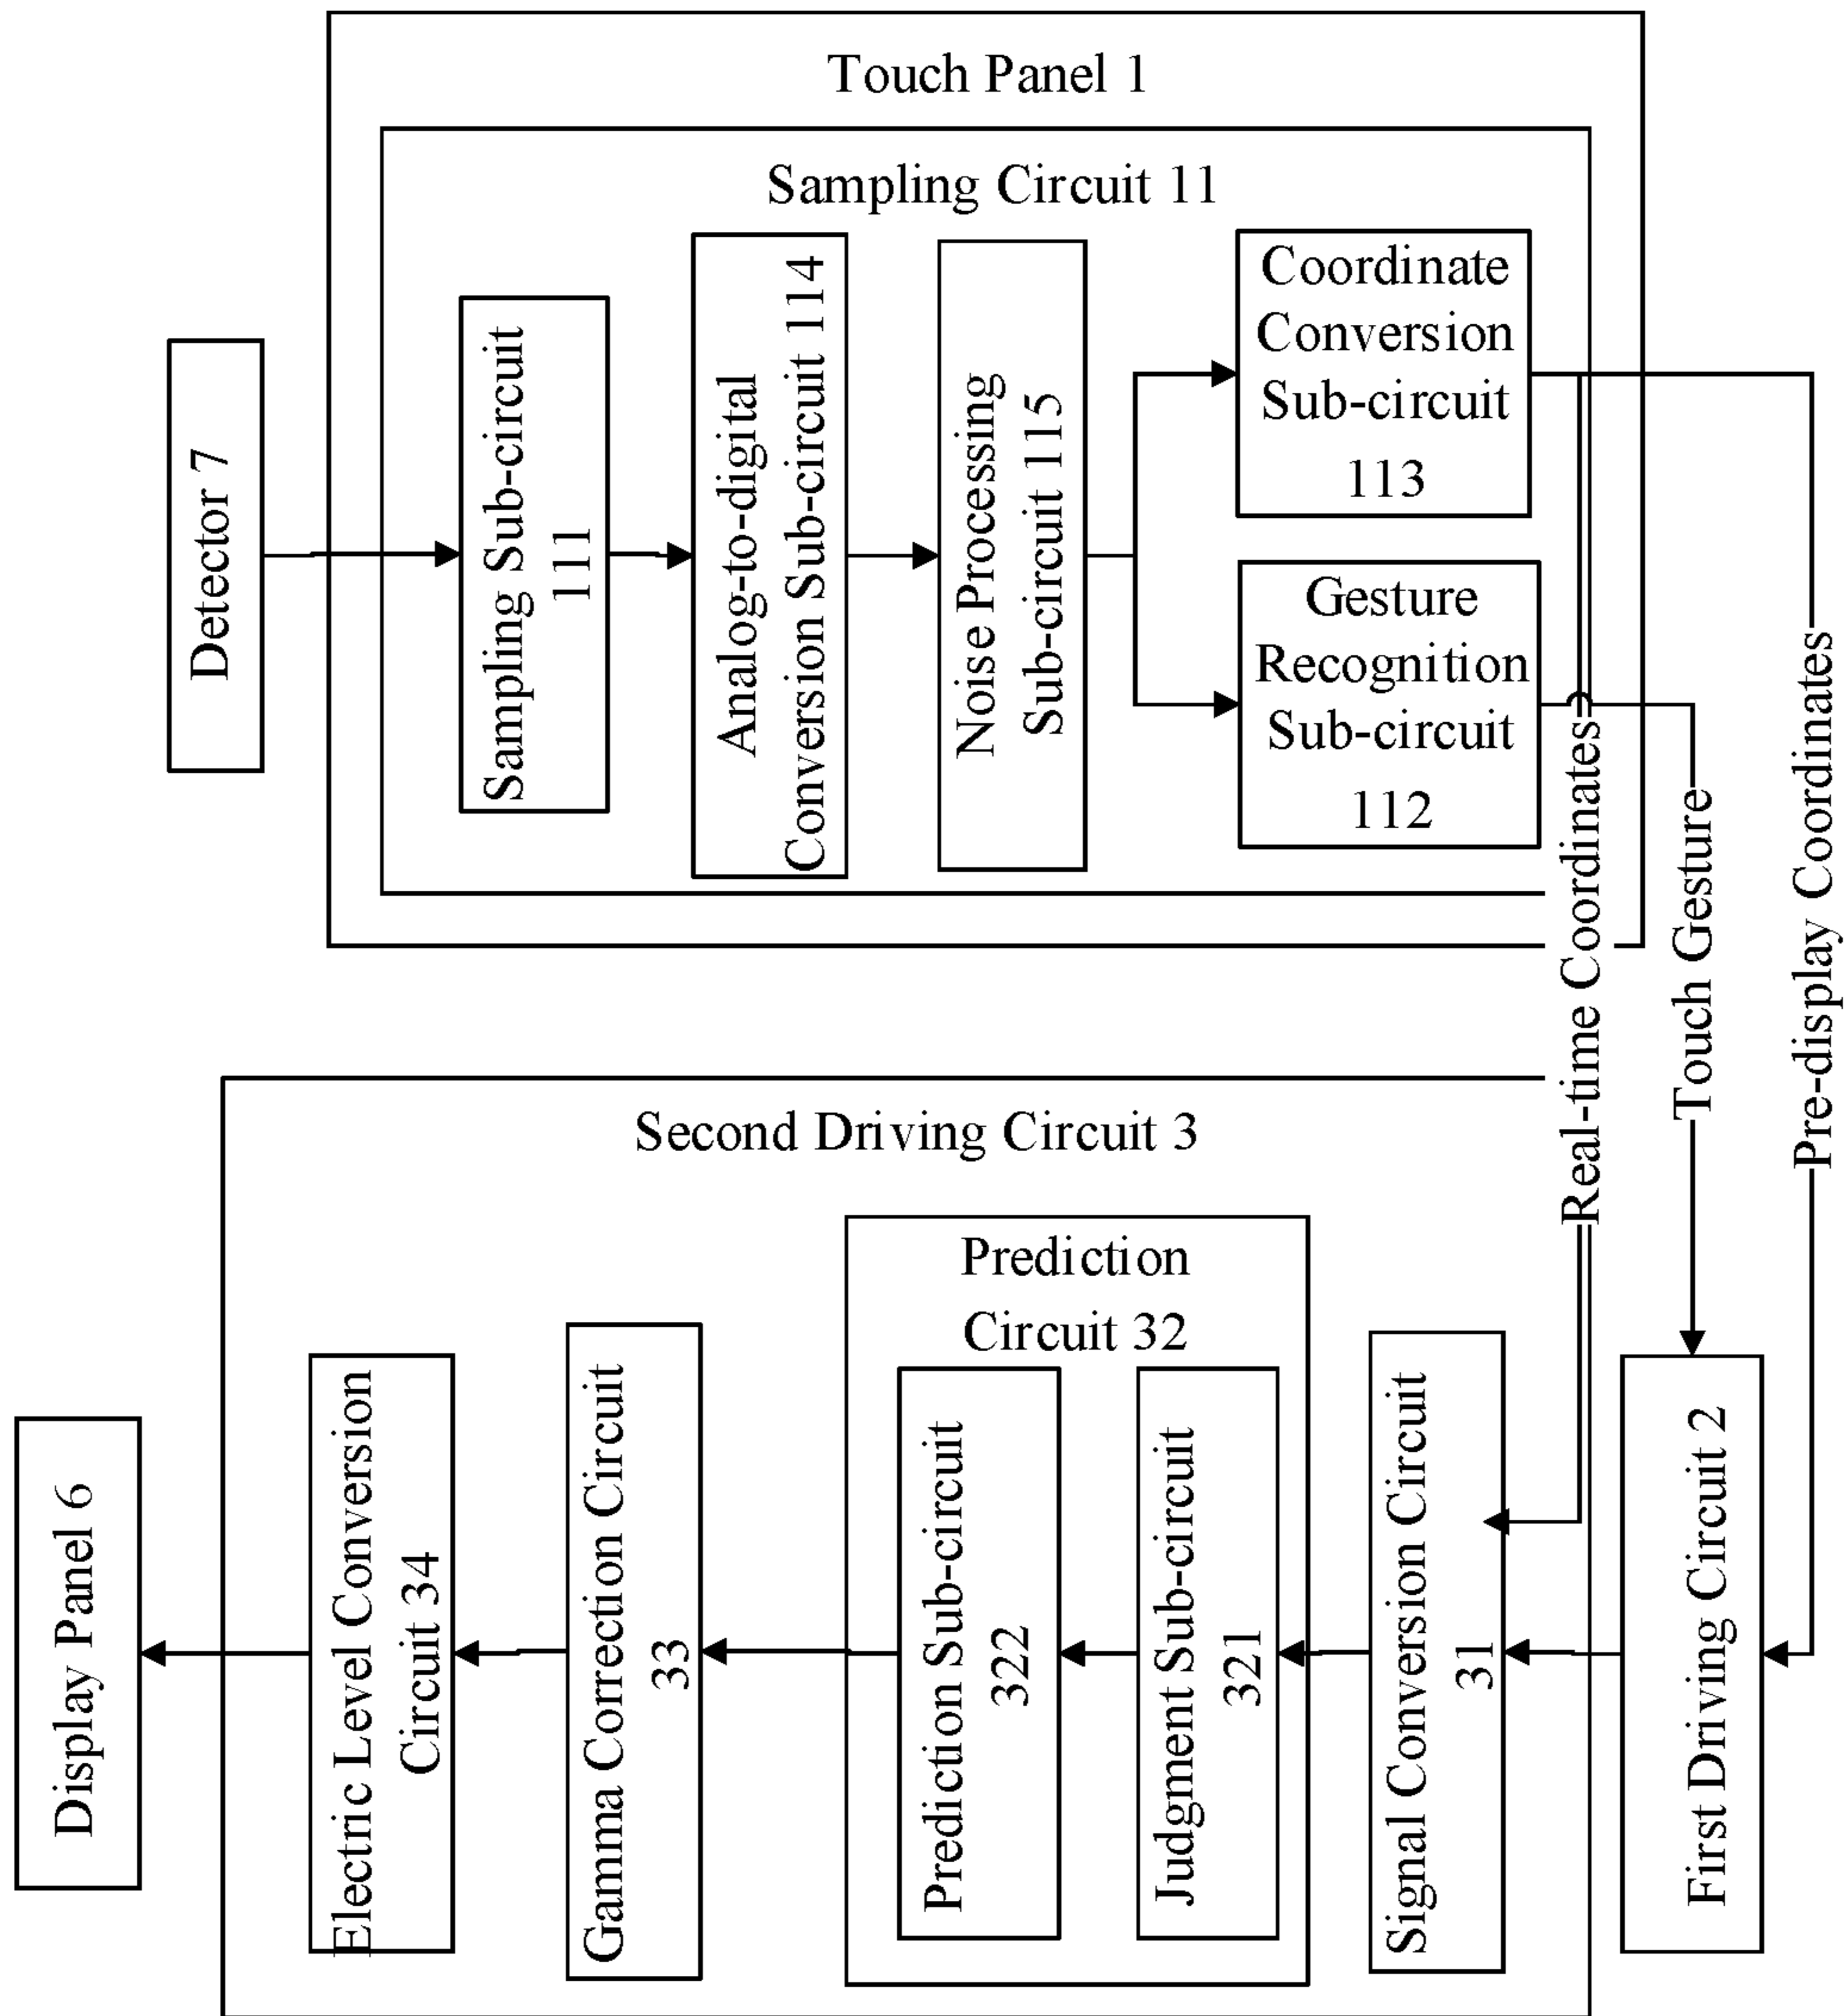 Touch Panel 1
Sampling Circuit 11
Detector 7
Sampling Sub-circuit
111
Analog-to-digital
Conversion Sub-circuit 114
Noise Processing
Sub-circuit 115
Coordinate
Conversion
Sub-circuit
113
Gesture
Recognition
Sub-circuit
112
Real-time Coordinates
Touch Gesture
Pre-display Coordinates
Second Driving Circuit 3
Display Panel 6
Electric Level Conversion
Circuit 34
Gamma Correction Circuit
33
Prediction
Circuit 32
Prediction Sub-circuit
322
Judgment Sub-circuit
321
Signal Conversion Circuit
31
First Driving Circuit 2